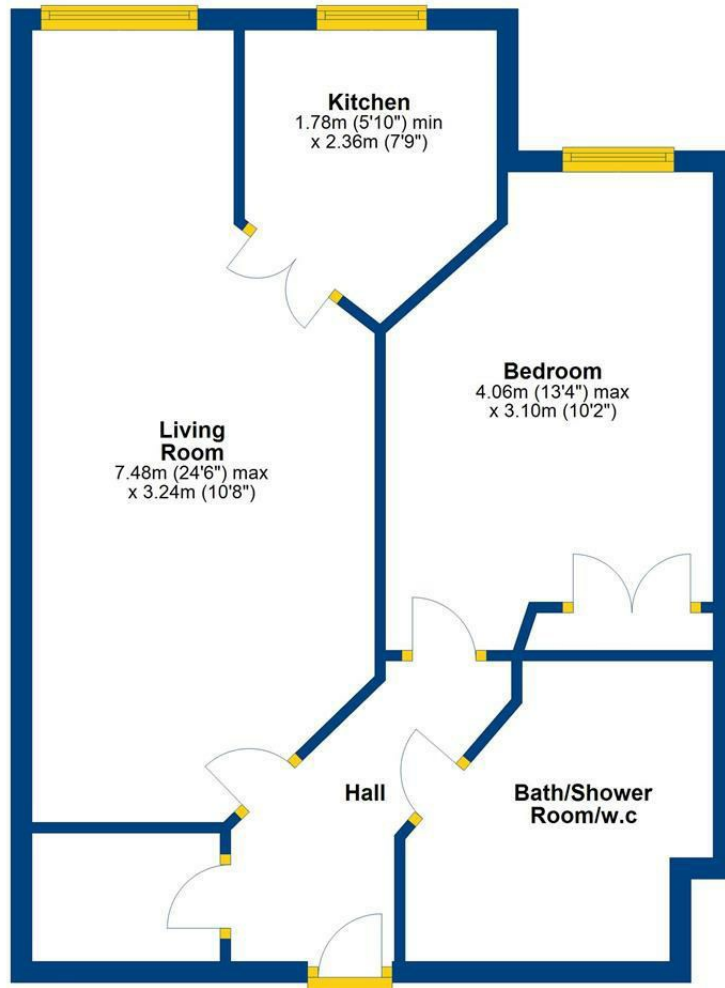 Kitchen
1.78m (5'10") min
x 2.36m (7'9")
Bedroom
4.06m (13'4") max
x 3.10m (10'2")
Living
Room
7.48m (24'6") max
x 3.24m (10'8")
Hall
Bath/Shower
Room/w.c